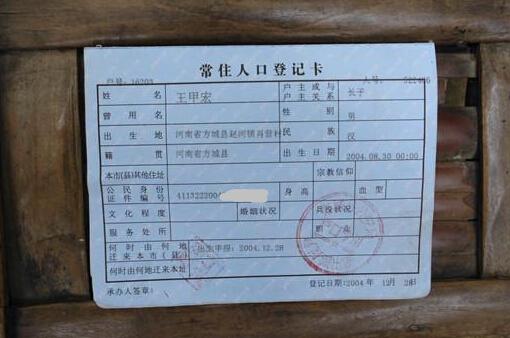 常住人口登记卡
户号: 16203
姓名 王甲宏 户主或与户主关系 长子
曾用名 性别 男
出生地 河南省方城县赵河镇肖营村 民族 汉
籍贯 河南省方城县 出生日期 2004.08.30 00:00
本市(县)其他住址 宗教信仰
公民身份证件编号 4113222004 身高 血型
文化程度 婚姻状况 兵役状况
服务处所 职业
何时由何地迁来本市(县) 出生申报: 2004.12.28
何时由何地迁来本址
承办人签章: 登记日期:2004 年 12月 28日